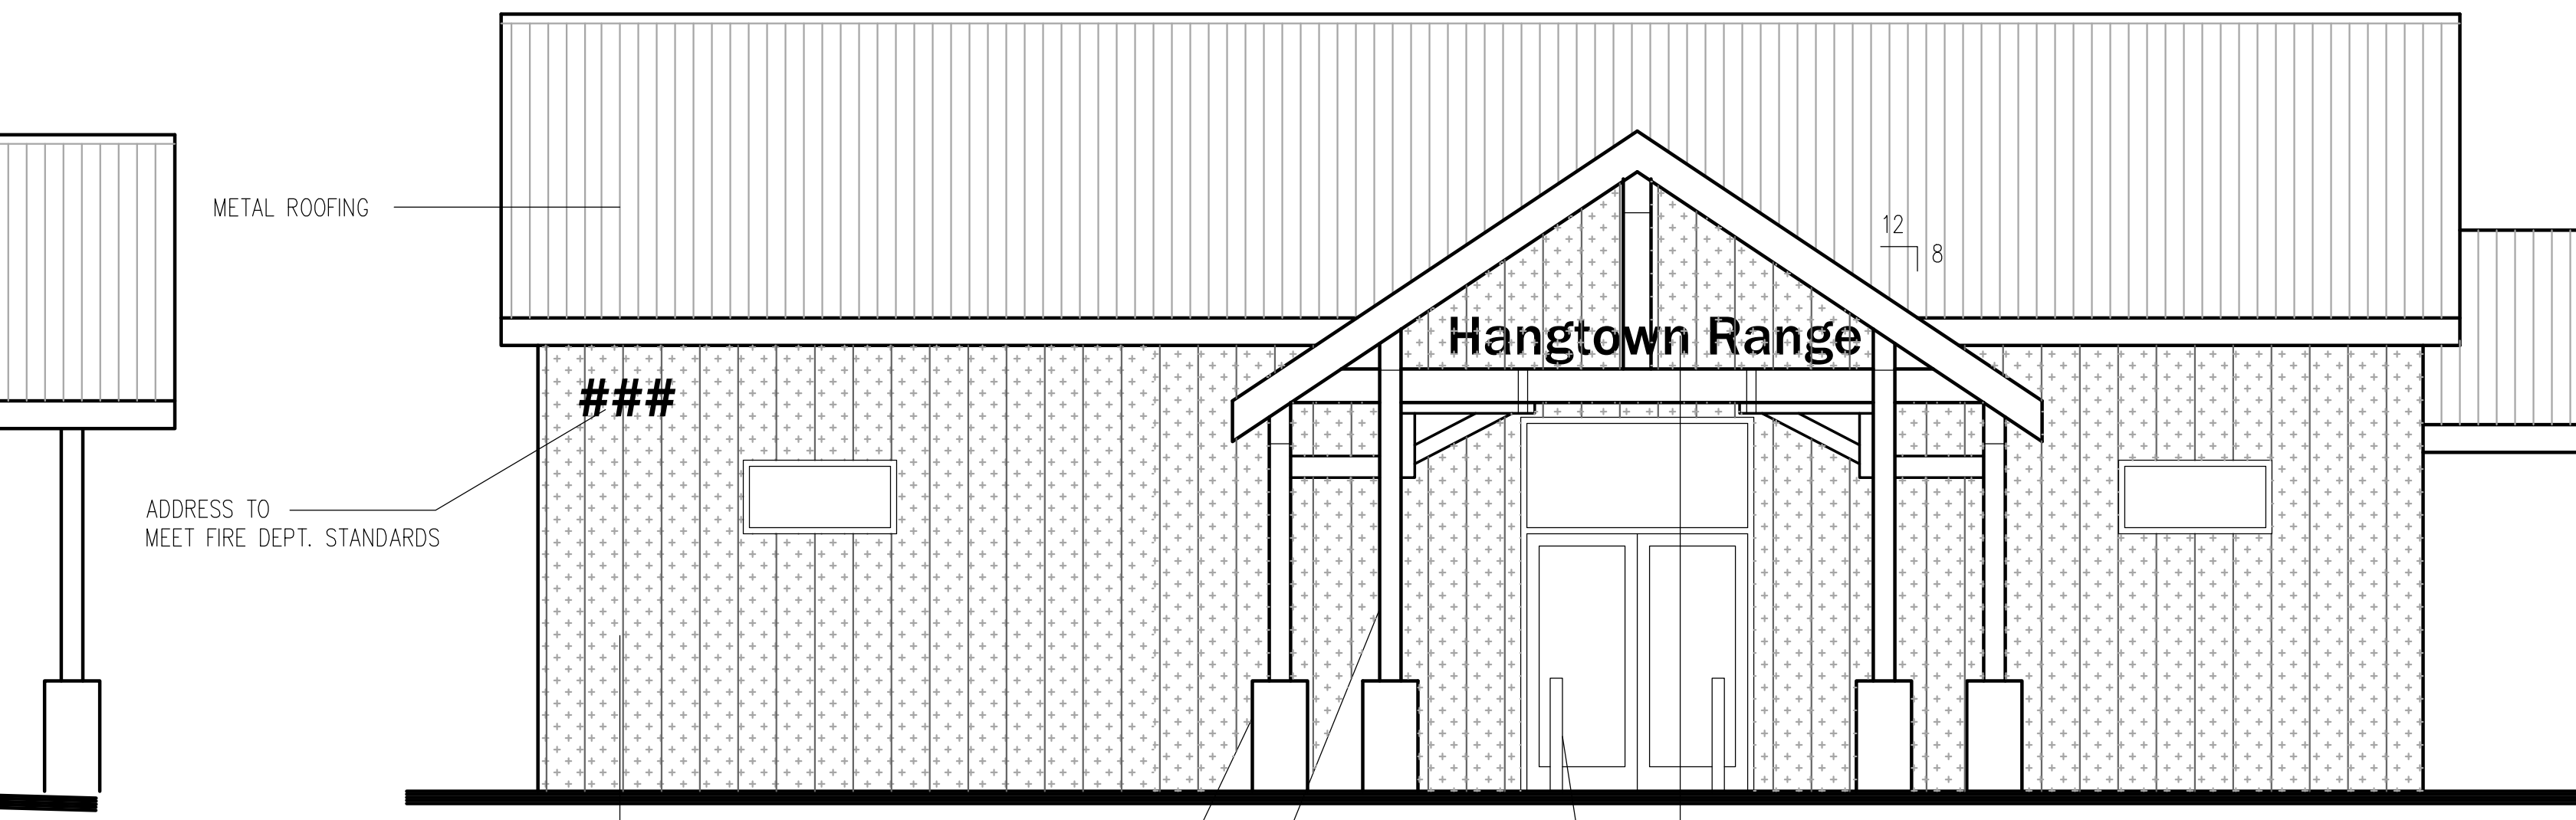 METAL ROOFING
12
8
Hangtown Range
###
ADDRESS TO
MEET FIRE DEPT. STANDARDS